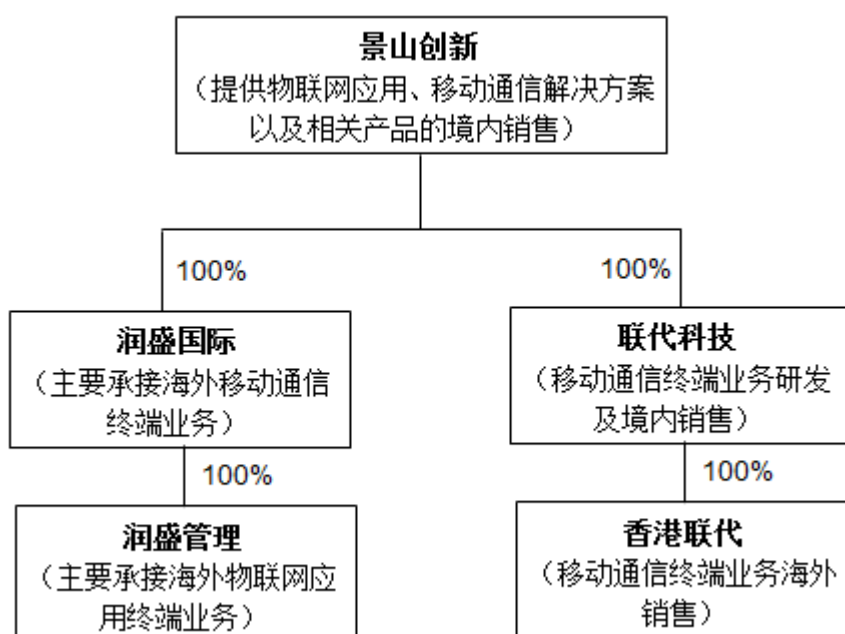 景山创新
（提供物联网应用、移动通信解决方案
以及相关产品的境内销售）
100%
100%
润盛国际
（主要承接海外移动通信
终端业务）
联代科技
（移动通信终端业务研发
及境内销售）
100%
100%
润盛管理
（主要承接海外物联网应
用终端业务）
香港联代
（移动通信终端业务海外
销售）